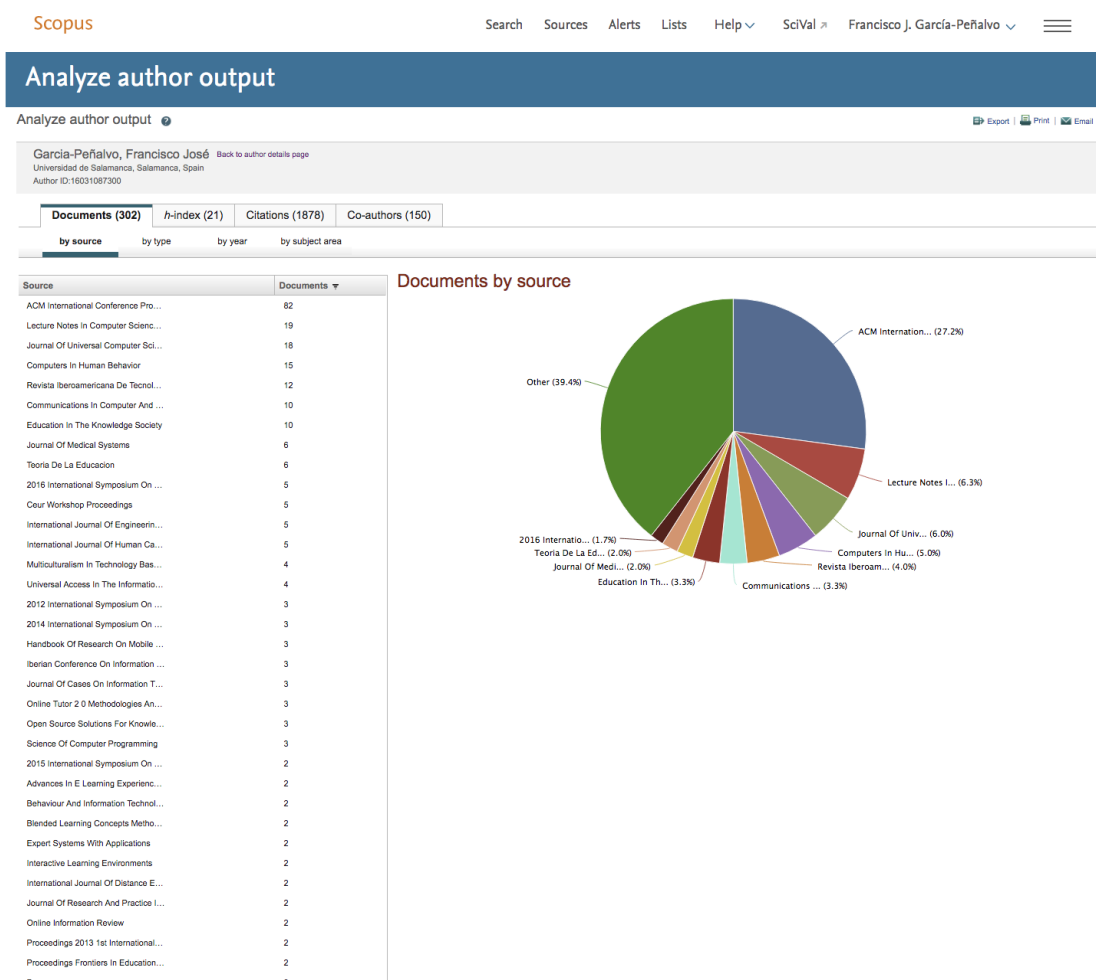 Scopus
Search Sources Alerts Lists Help SciVal Francisco J. García-Peñalvo
Analyze author output
Analyze author output ?
Export | Print | Email
Garcia-Peñalvo, Francisco José Back to author details page
Universidad de Salamanca, Salamanca, Spain
Author ID:16031087300
Documents (302) h-index (21) Citations (1878) Co-authors (150)
by source by type by year by subject area
Source Documents
ACM International Conference Pro... 82
Lecture Notes In Computer Scienc... 19
Journal Of Universal Computer Sci... 18
Computers In Human Behavior 15
Revista Iberoamericana De Tecnol... 12
Communications In Computer And ... 10
Education In The Knowledge Society 10
Journal Of Medical Systems 6
Teoria De La Educacion 6
2016 International Symposium On ... 5
Ceur Workshop Proceedings 5
International Journal Of Engineerin... 5
International Journal Of Human Ca... 5
Multiculturalism In Technology Bas... 4
Universal Access In The Informatio... 4
2012 International Symposium On ... 3
2014 International Symposium On ... 3
Handbook Of Research On Mobile ... 3
Iberian Conference On Information ... 3
Journal Of Cases On Information T... 3
Online Tutor 2 0 Methodologies An... 3
Open Source Solutions For Knowle... 3
Science Of Computer Programming 3
2015 International Symposium On ... 2
Advances In E Learning Experienc... 2
Behaviour And Information Technol... 2
Blended Learning Concepts Metho... 2
Expert Systems With Applications 2
Interactive Learning Environments 2
International Journal Of Distance E... 2
Journal Of Research And Practice I... 2
Online Information Review 2
Proceedings 2013 1st International... 2
Proceedings Frontiers In Education... 2
Documents by source
ACM Internation... (27.2%)
Other (39.4%)
Lecture Notes I... (6.3%)
Journal Of Univ... (6.0%)
2016 Internatio... (1.7%)
Computers In Hu... (5.0%)
Teoria De La Ed... (2.0%)
Revista Iberoam... (4.0%)
Journal Of Medi... (2.0%)
Education In Th... (3.3%)
Communications ... (3.3%)